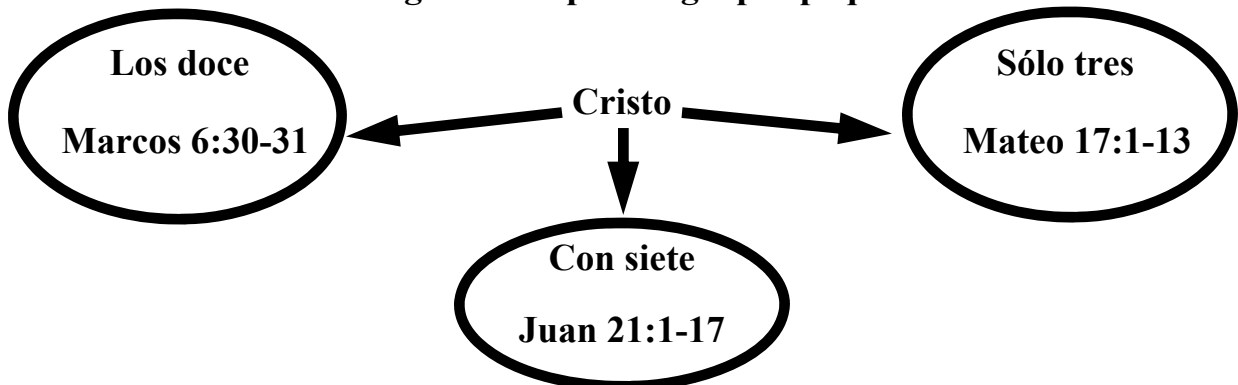 Los doce
Marcos 6:30-31
Cristo
Sólo tres
Mateo 17:1-13
Con siete
Juan 21:1-17